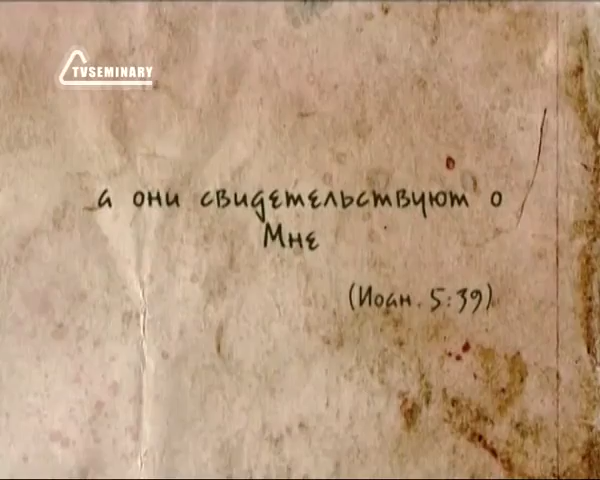 TVSEMINARY
а они свидетельствуют о
Мне
(Иоан. 5:39)